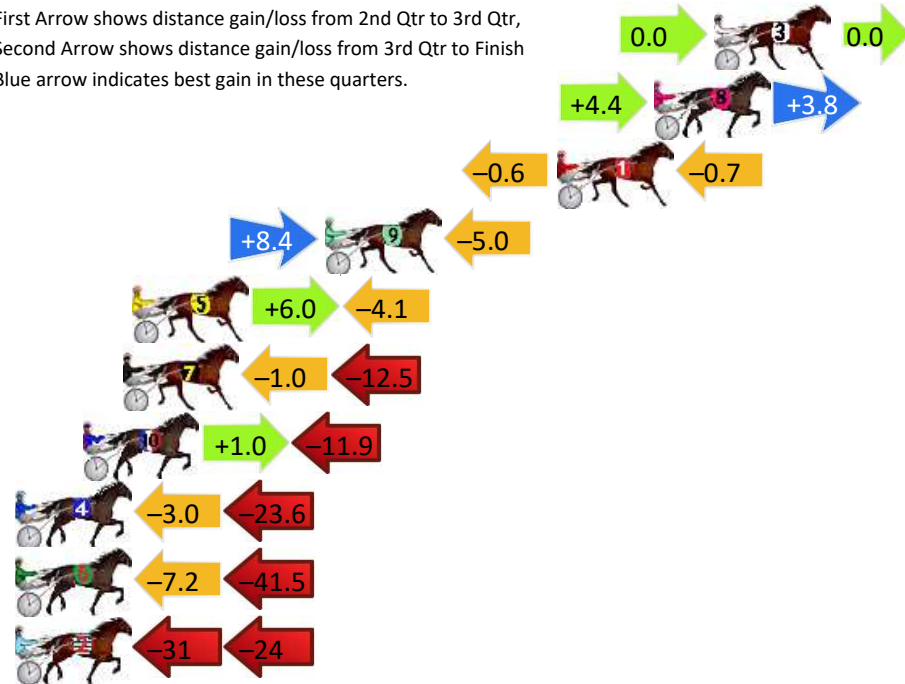 First Arrow shows distance gain/loss from 2nd Qtr to 3rd Qtr,
Second Arrow shows distance gain/loss from 3rd Qtr to Finish
Blue arrow indicates best gain in these quarters.
0.0 3 0.0
+4.4 8 +3.8
−0.6 1 −0.7
+8.4 9 −5.0
5 +6.0 −4.1
7 −1.0 −12.5
10 +1.0 −11.9
4 −3.0 −23.6
6 −7.2 −41.5
2 −31 −24